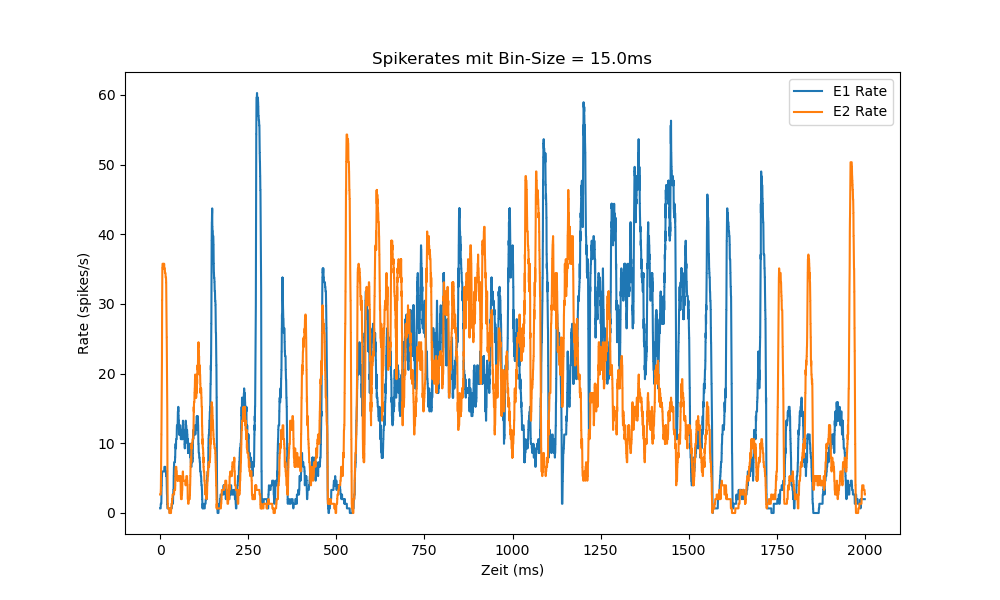 Spikerates mit Bin-Size = 15.0ms
E1 Rate
E2 Rate
60
50
40
30
20
10
0
Rate (spikes/s)
0 250 500 750 1000 1250 1500 1750 2000
Zeit (ms)